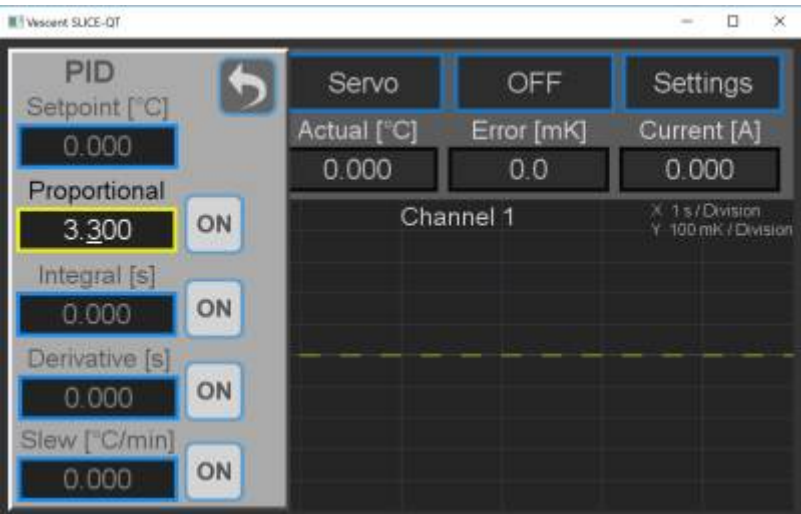 Vescent SLICE-QT
PID
Setpoint [°C]
0.000
Proportional
3.300 ON
Integral [s]
0.000 ON
Derivative [s]
0.000 ON
Slew [°C/min]
0.000 ON
Servo OFF Settings
Actual [°C] Error [mK] Current [A]
0.000 0.0 0.000
Channel 1
X 1 s / Division
Y 100 mK / Division